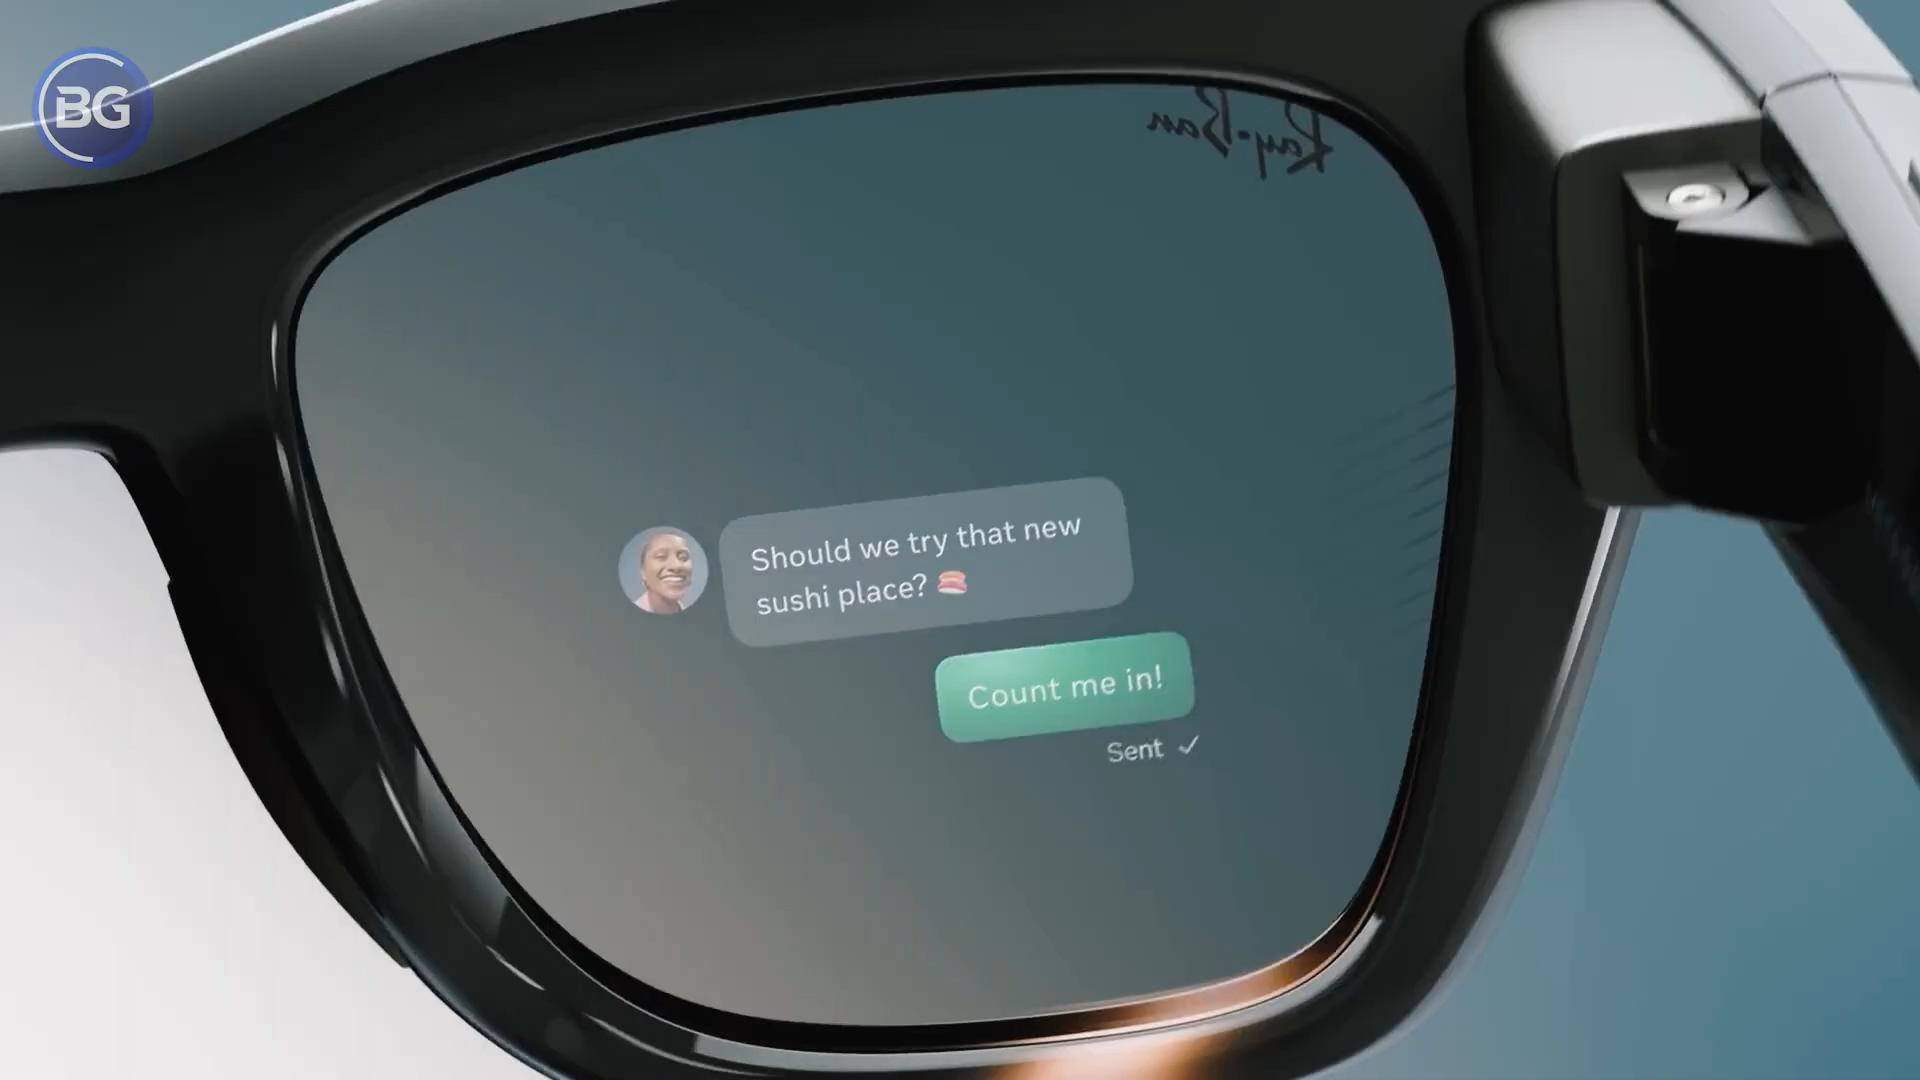 BG
Ray-Ban
Should we try that new
sushi place? 🍣
Count me in!
Sent ✓